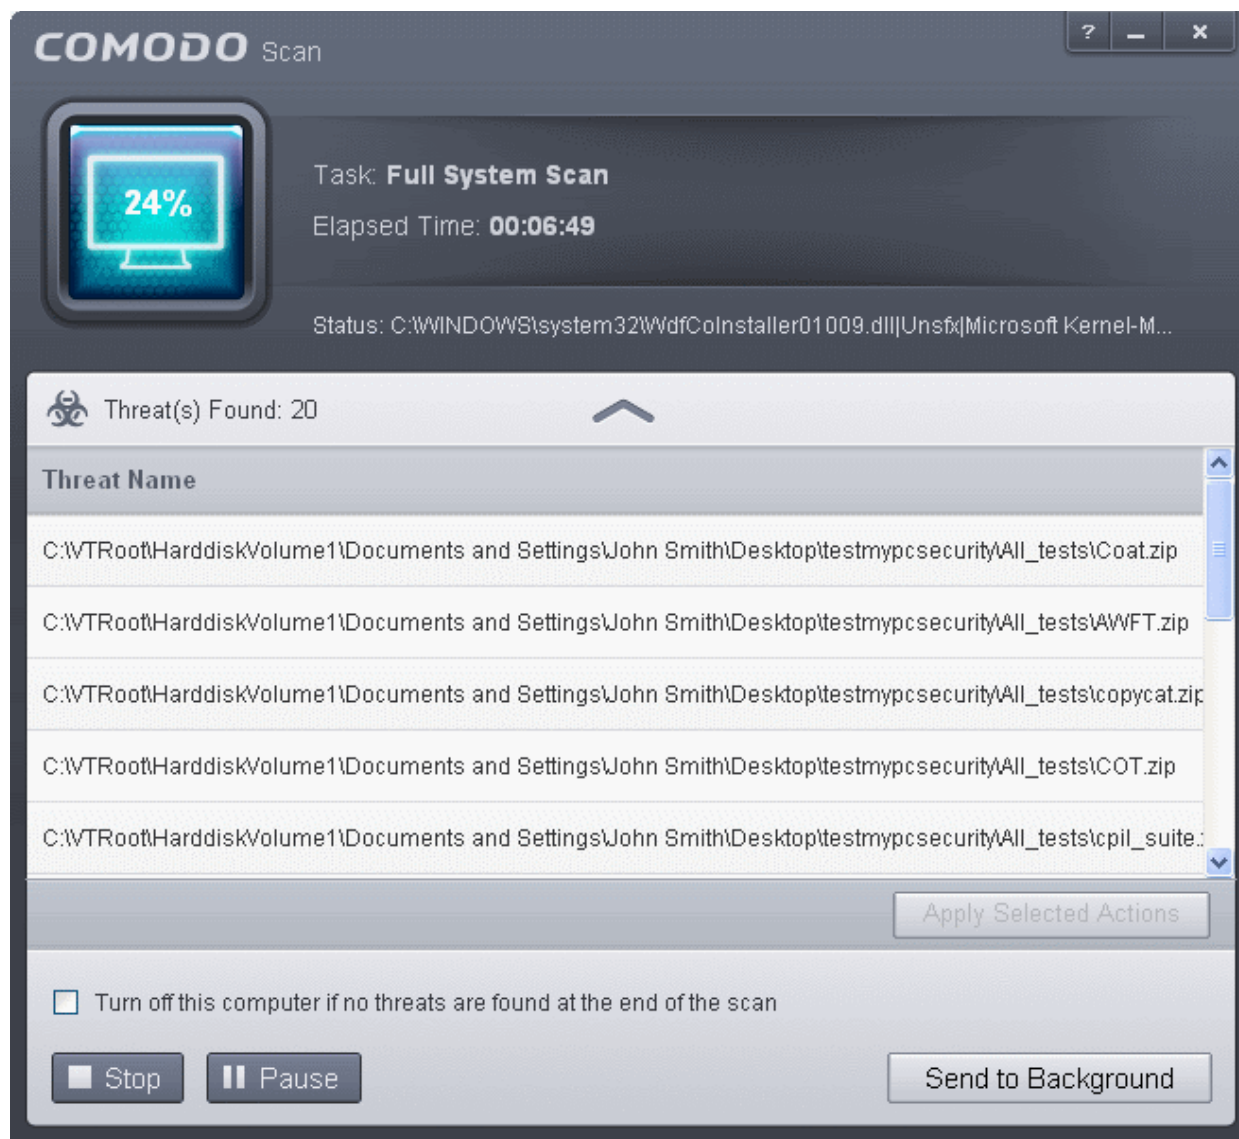 COMODO Scan
?
24%
Task: Full System Scan
Elapsed Time: 00:06:49
Status: C:\WINDOWS\system32\WdfCoInstaller01009.dll|Unsfx|Microsoft Kernel-M...
Threat(s) Found: 20
Threat Name
C:\VTRoot\HarddiskVolume1\Documents and Settings\John Smith\Desktop\testmypcsecurity\All_tests\Coat.zip
C:\VTRoot\HarddiskVolume1\Documents and Settings\John Smith\Desktop\testmypcsecurity\All_tests\AWFT.zip
C:\VTRoot\HarddiskVolume1\Documents and Settings\John Smith\Desktop\testmypcsecurity\All_tests\copycat.zip
C:\VTRoot\HarddiskVolume1\Documents and Settings\John Smith\Desktop\testmypcsecurity\All_tests\COT.zip
C:\VTRoot\HarddiskVolume1\Documents and Settings\John Smith\Desktop\testmypcsecurity\All_tests\cpil_suite.
Apply Selected Actions
Turn off this computer if no threats are found at the end of the scan
Stop
Pause
Send to Background